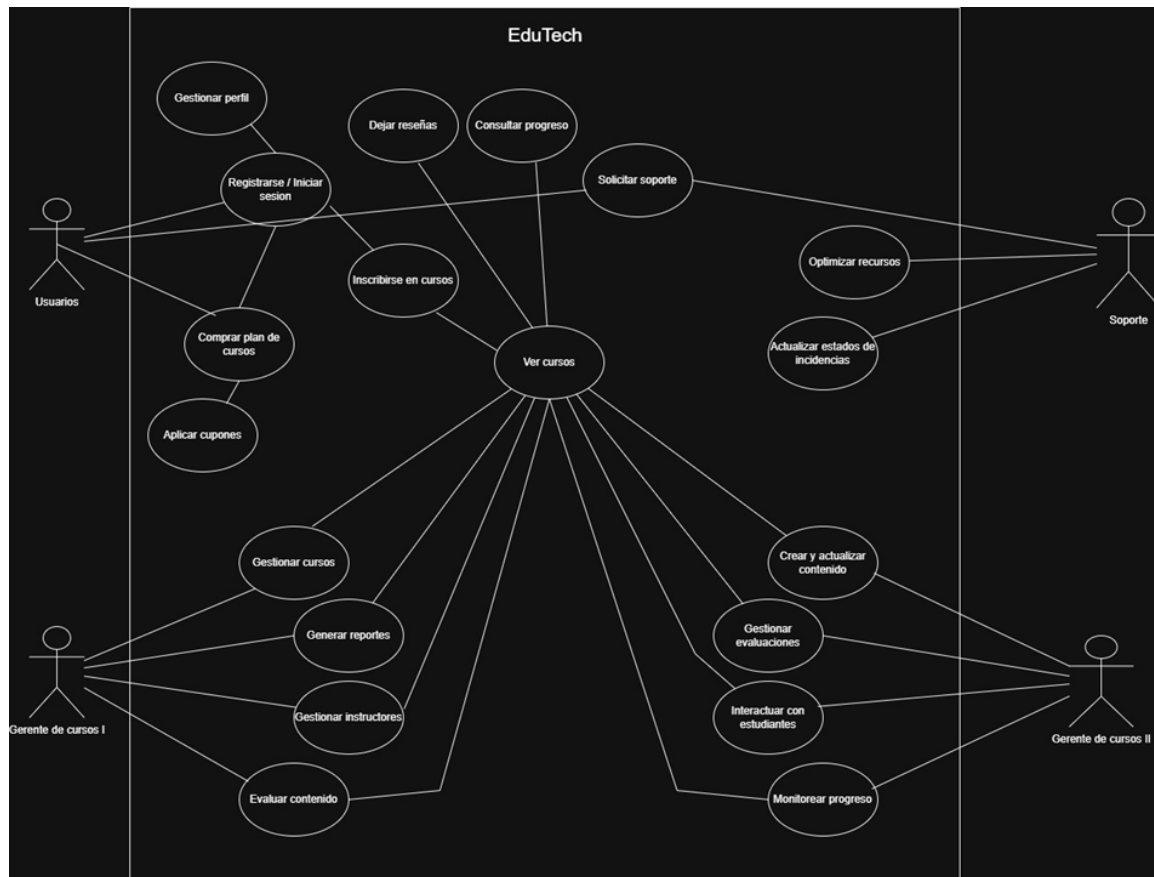 EduTech
Gestionar perfil
Dejar reseñas
Consultar progreso
Registrarse / Iniciar
sesion
Solicitar soporte
Usuarios
Inscribirse en cursos
Optimizar recursos
Soporte
Comprar plan de
cursos
Ver cursos
Actualizar estados de
incidencias
Aplicar cupones
Gestionar cursos
Crear y actualizar
contenido
Generar reportes
Gestionar
evaluaciones
Gestionar instructores
Interactuar con
estudiantes
Gerente de cursos I
Gerente de cursos II
Evaluar contenido
Monitorear progreso